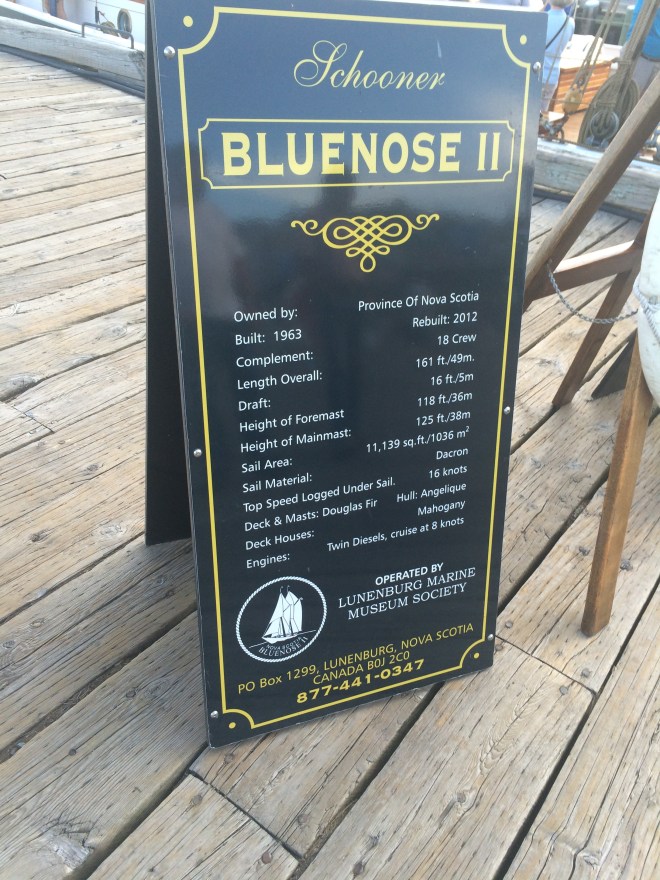 Schooner
BLUENOSE II
Owned by: Province Of Nova Scotia
Built: 1963 Rebuilt: 2012
Complement: 18 Crew
Length Overall: 161 ft./49m.
Draft: 16 ft./5m
Height of Foremast 118 ft./36m
Height of Mainmast: 125 ft./38m
Sail Area: 11,139 sq.ft./1036 m²
Sail Material: Dacron
Top Speed Logged Under Sail. 16 knots
Deck & Masts: Douglas Fir Hull: Angelique
Deck Houses: Mahogany
Engines: Twin Diesels, cruise at 8 knots
NOVA SCOTIA
BLUENOSE II
OPERATED BY
LUNENBURG MARINE
MUSEUM SOCIETY
PO Box 1299, LUNENBURG, NOVA SCOTIA
CANADA B0J 2C0
877-441-0347